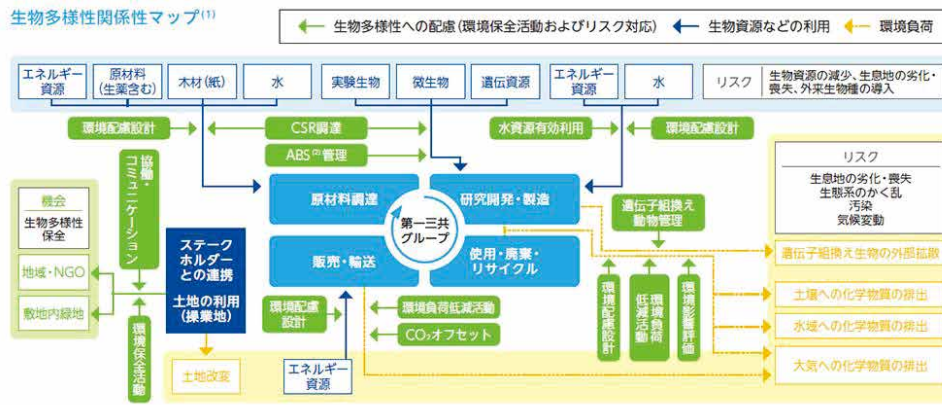 生物多様性関係性マップ(1)
生物多様性への配慮(環境保全活動およびリスク対応)
生物資源などの利用
環境負荷
エネルギー
資源
原材料
(生薬含む)
木材(紙)
水
実験生物
微生物
遺伝資源
エネルギー
資源
水
リスク
生物資源の減少、生息地の劣化・
喪失、外来生物種の導入
環境配慮設計
CSR調達
水資源有効利用
環境配慮設計
ABS(2)管理
協働・
コミュニケーション
リスク
生息地の劣化・喪失
生態系のかく乱
汚染
気候変動
機会
生物多様性
保全
地域・NGO
敷地内緑地
ステーク
ホルダー
との連携
土地の利用
(操業地)
原材料調達
研究開発・製造
第一三共
グループ
販売・輸送
使用・廃棄・
リサイクル
遺伝子組換え
動物管理
遺伝子組換え生物の外部拡散
土壌への化学物質の排出
水域への化学物質の排出
大気への化学物質の排出
環境配慮
設計
環境負荷低減活動
CO₂オフセット
環境配慮設計
環境負荷
低減活動
環境影響評価
環境保全活動
土地改変
エネルギー
資源